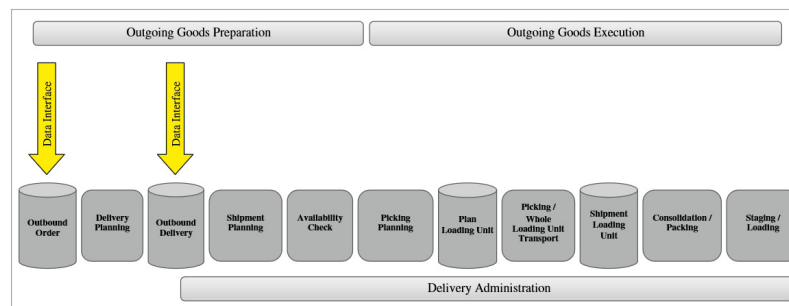 Outgoing Goods Preparation
Outgoing Goods Execution
Data Interface
Data Interface
Outbound
Order
Delivery
Planning
Outbound
Delivery
Shipment
Planning
Availability
Check
Picking
Planning
Plan
Loading Unit
Picking /
Whole
Loading Unit
Transport
Shipment
Loading
Unit
Consolidation /
Packing
Staging /
Loading
Delivery Administration